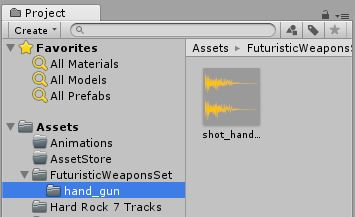 Project
Create
Favorites
All Materials
All Models
All Prefabs
Assets
Animations
AssetStore
FuturisticWeaponsSet
hand_gun
Hard Rock 7 Tracks
Assets FuturisticWeaponsS
shot_hand...